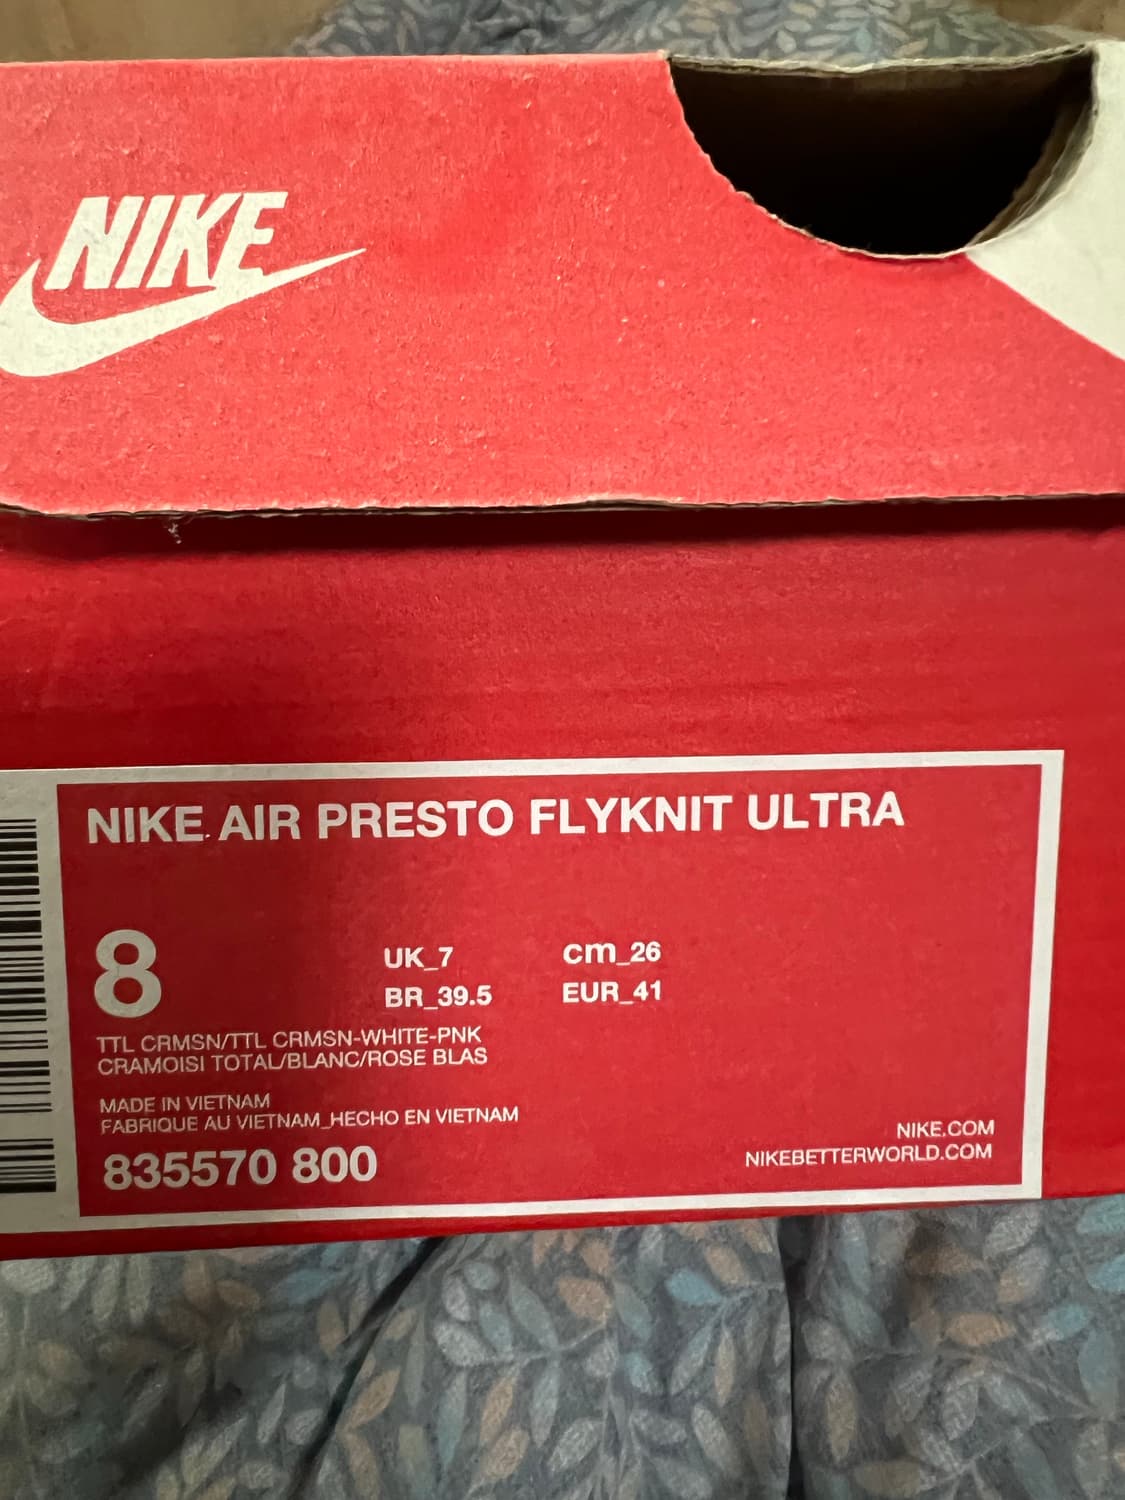 NIKE
NIKE AIR PRESTO FLYKNIT ULTRA
8
UK_7 cm_26
BR_39.5 EUR_41
TTL CRMSN/TTL CRMSN-WHITE-PNK
CRAMOISI TOTAL/BLANC/ROSE BLAS
MADE IN VIETNAM
FABRIQUE AU VIETNAM_HECHO EN VIETNAM
835570 800
NIKE.COM
NIKEBETTERWORLD.COM